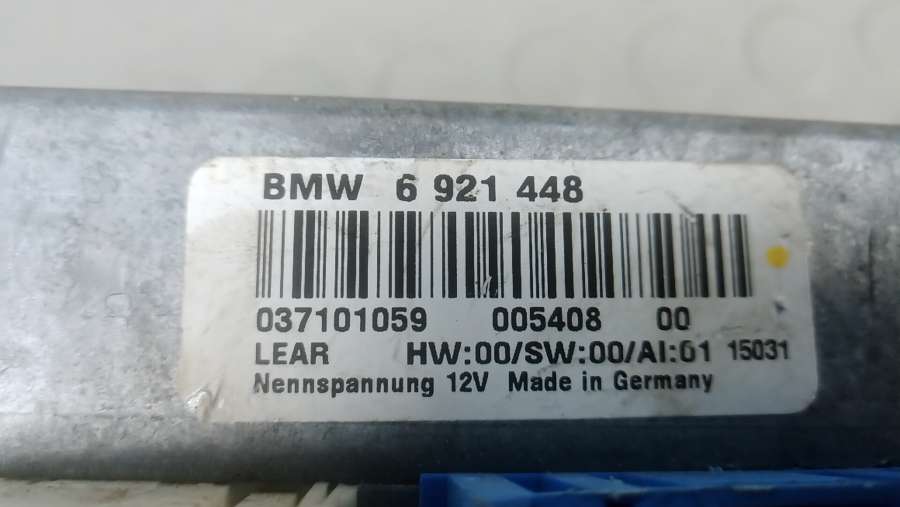 BMW 6 921 448
037101059 005408 00
LEAR HW:00/SW:00/AI:01 15031
Nennspannung 12V Made in Germany